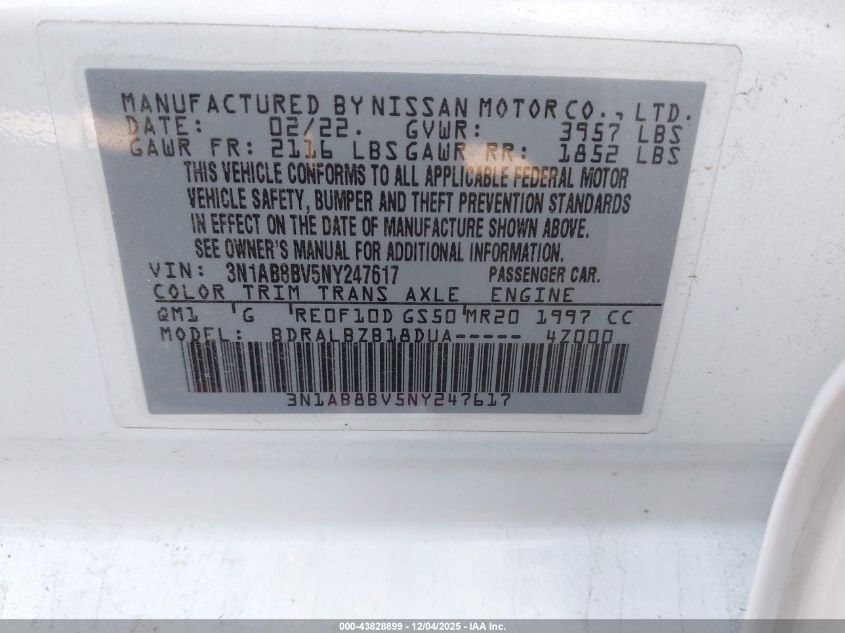 MANUFACTURED BY NISSAN MOTOR CO., LTD.
DATE: 02/22. GVWR: 3957 LBS
GAWR FR: 2116 LBS GAWR RR: 1852 LBS
THIS VEHICLE CONFORMS TO ALL APPLICABLE FEDERAL MOTOR
VEHICLE SAFETY, BUMPER AND THEFT PREVENTION STANDARDS
IN EFFECT ON THE DATE OF MANUFACTURE SHOWN ABOVE.
SEE OWNER'S MANUAL FOR ADDITIONAL INFORMATION.
VIN: 3N1AB8BV5NY247617 PASSENGER CAR.
COLOR TRIM TRANS AXLE ENGINE
QM1 'G 'RE0F10D GS50'MR20 1997 CC
MODEL: BDRALBZB18DUA----- 4Z000
3N1AB8BV5NY247617
000-43828899 - 12/04/2025 - IAA Inc.